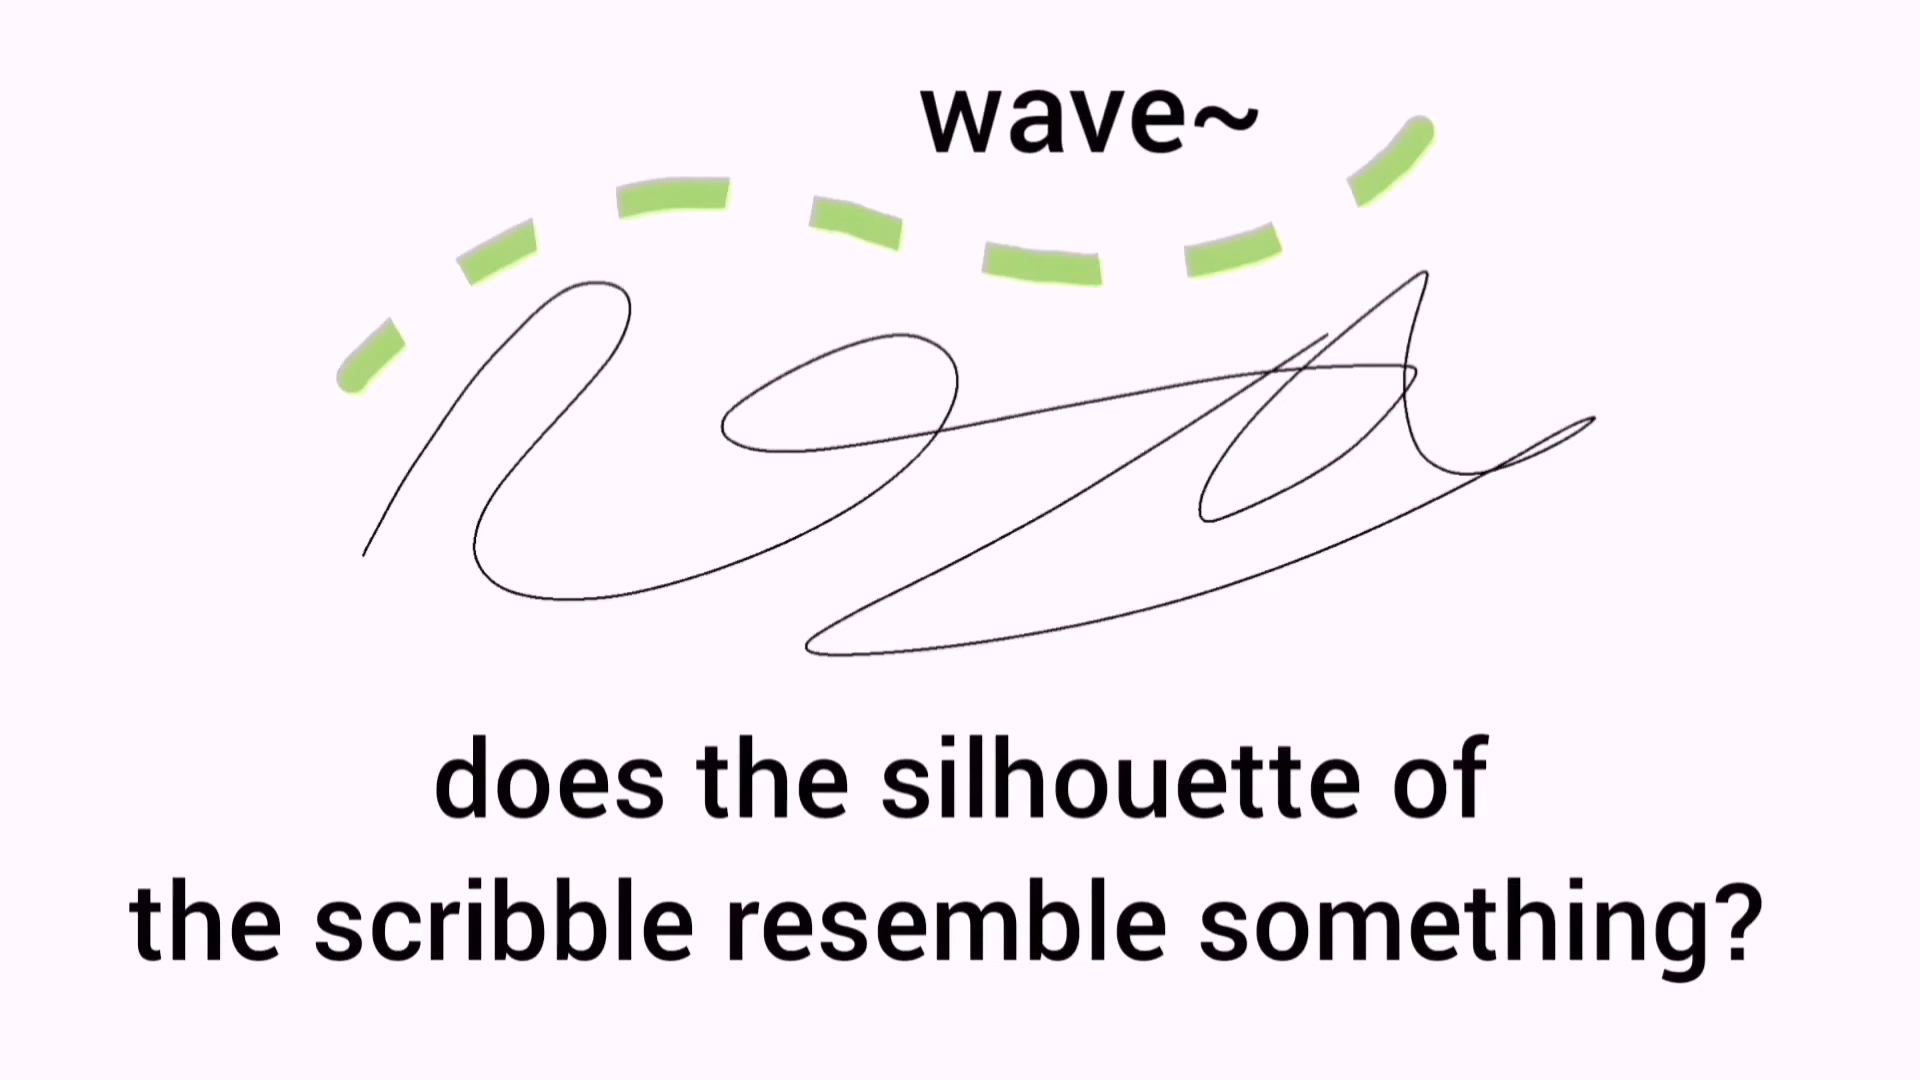 wave~
does the silhouette of
the scribble resemble something?